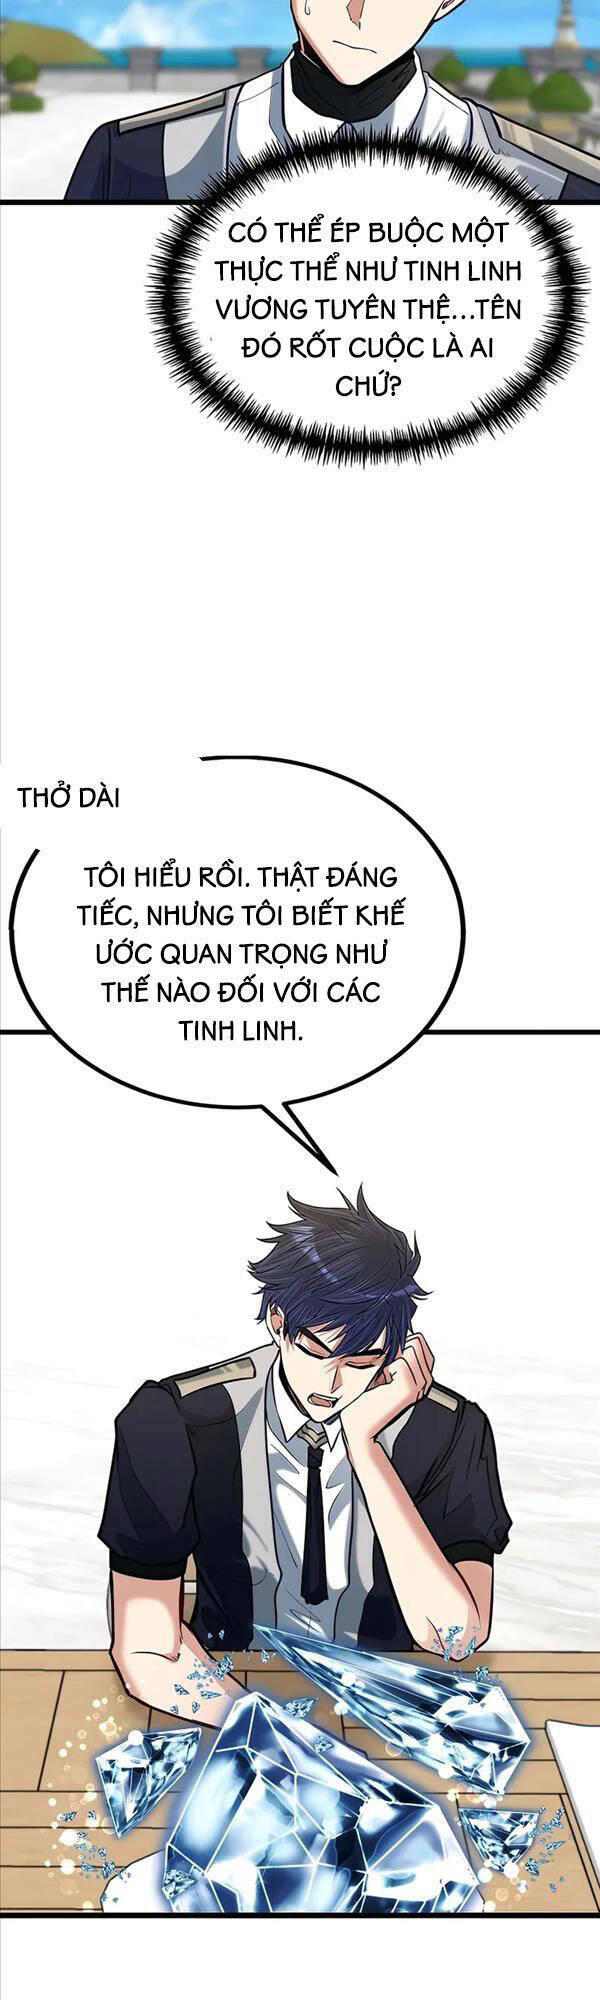 CÓ THỂ ÉP BUỘC MỘT
THỰC THỂ NHƯ TINH LINH
VƯƠNG TUYÊN THỆ...TÊN
ĐÓ RỐT CUỘC LÀ AI
CHỨ?
THỞ DÀI
TÔI HIỂU RỒI. THẬT ĐÁNG
TIẾC, NHƯNG TÔI BIẾT KHẾ
ƯỚC QUAN TRỌNG NHƯ
THẾ NÀO ĐỐI VỚI CÁC
TINH LINH.